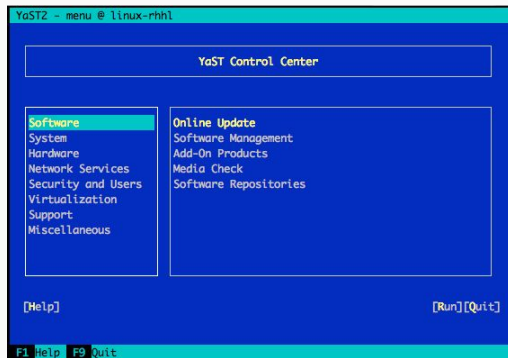 YaST2 - menu @ linux-rhhl
YaST Control Center
Software
System
Hardware
Network Services
Security and Users
Virtualization
Support
Miscellaneous
Online Update
Software Management
Add-On Products
Media Check
Software Repositories
[Help] [Run][Quit]
F1 Help F9 Quit